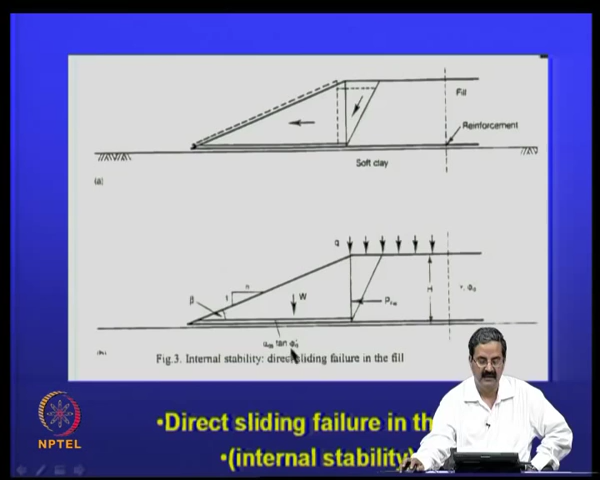 Fill
Reinforcement
Soft clay
(a)
q
n
1
β
W
H
Fig.3. Internal stability: direct sliding failure in the fill
NPTEL
•Direct sliding failure in th
•(internal stability)